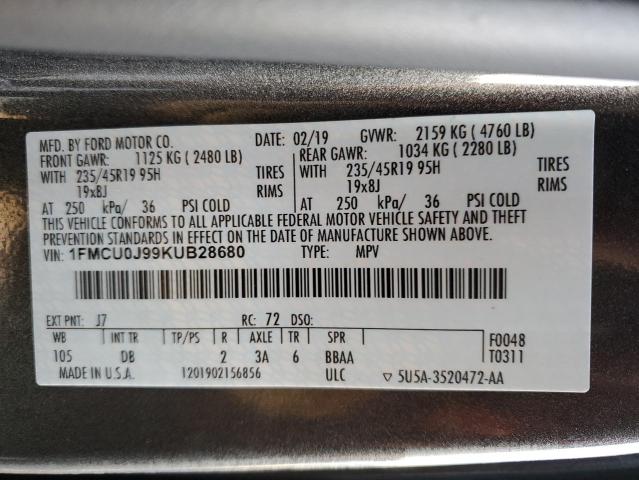 MFD. BY FORD MOTOR CO. DATE: 02/19 GVWR: 2159 KG ( 4760 LB)
FRONT GAWR: 1125 KG ( 2480 LB) REAR GAWR: 1034 KG ( 2280 LB)
WITH 235/45R19 95H TIRES WITH 235/45R19 95H TIRES
19x8J RIMS 19x8J RIMS
AT 250 kPa/ 36 PSI COLD AT 250 kPa/ 36 PSI COLD
THIS VEHICLE CONFORMS TO ALL APPLICABLE FEDERAL MOTOR VEHICLE SAFETY AND THEFT
PREVENTION STANDARDS IN EFFECT ON THE DATE OF MANUFACTURE SHOWN ABOVE.
VIN: 1FMCU0J99KUB28680 TYPE: MPV
EXT PNT: J7 RC: 72 DSO:
WB INT TR TP/PS R AXLE TR SPR F0048
105 DB 2 3A 6 BBAA T0311
MADE IN U.S.A. 1201902156856 ULC ▽ 5U5A-3520472-AA